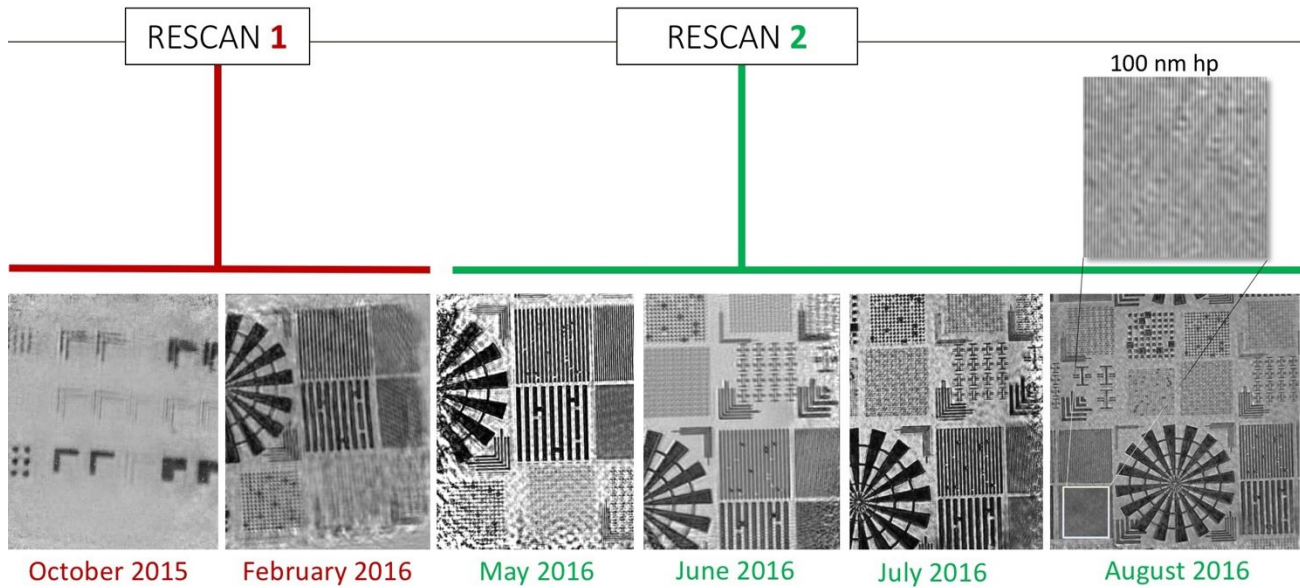 RESCAN 1
RESCAN 2
100 nm hp
October 2015
February 2016
May 2016
June 2016
July 2016
August 2016